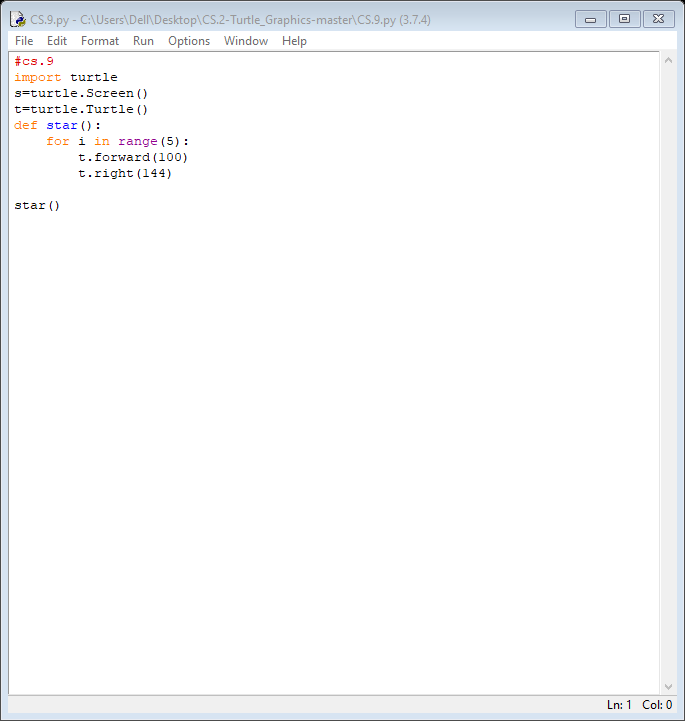 CS.9.py - C:\Users\Dell\Desktop\CS.2-Turtle_Graphics-master\CS.9.py (3.7.4)
File Edit Format Run Options Window Help
#cs.9
import turtle
s=turtle.Screen()
t=turtle.Turtle()
def star():
    for i in range(5):
        t.forward(100)
        t.right(144)

star()
Ln: 1 Col: 0